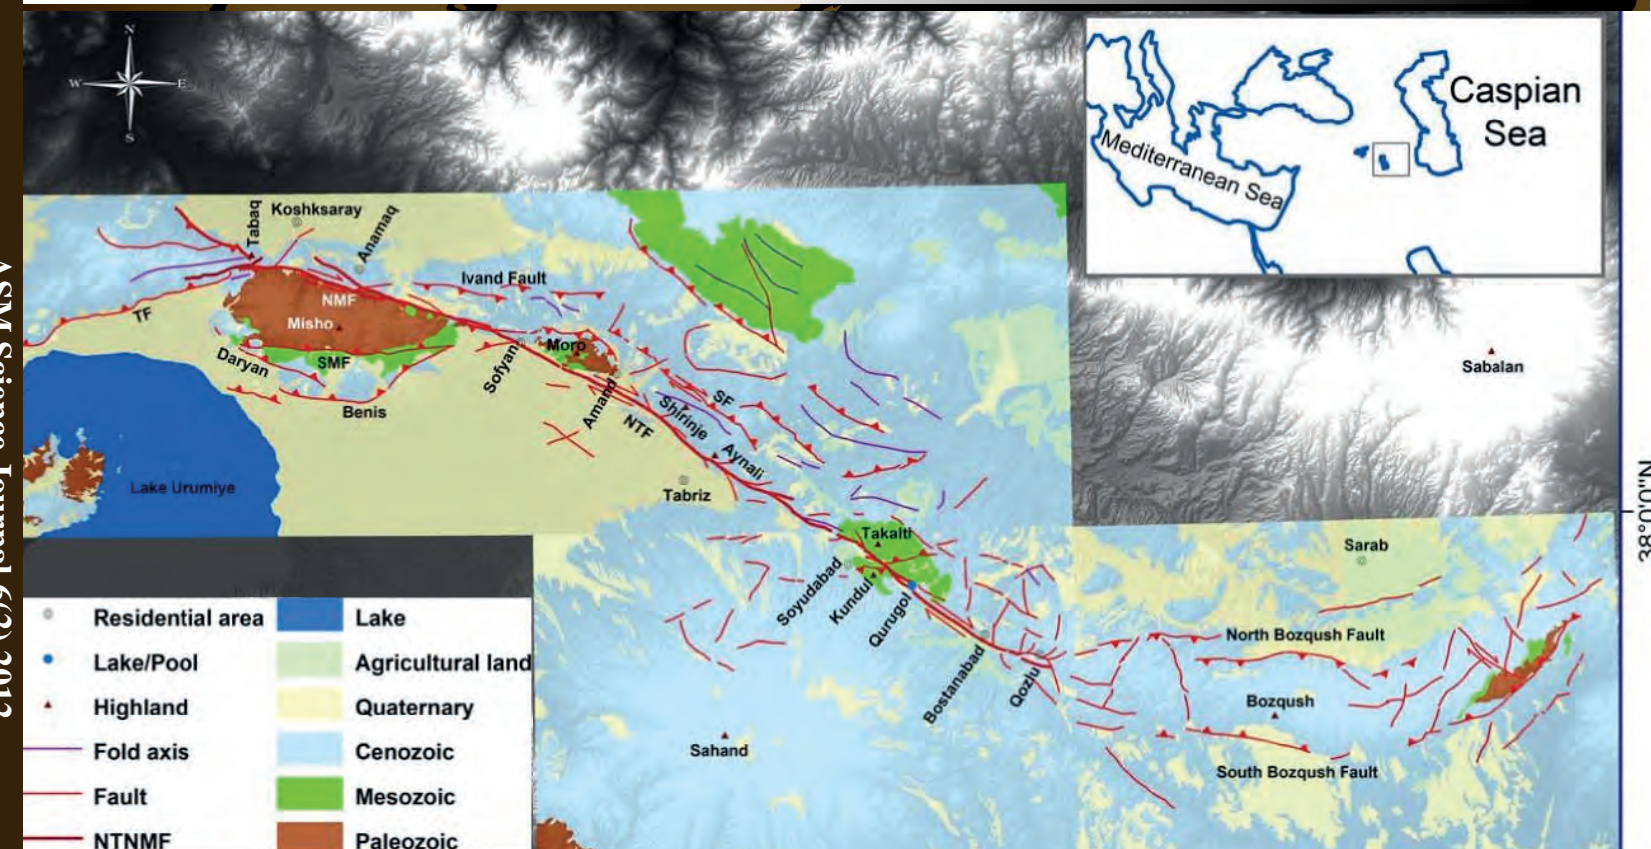 N
W
E
S
Caspian
Sea
Mediterranean Sea
Tabaq
Koshksaray
Anamaq
Ivand Fault
NMF
Misho
TF
SMF
Daryan
Benis
Sofyan
Moro
Amand
NTF
Shirinje
SF
Aynali
Tabriz
Lake Urumiye
Sabalan
38°0'0"N
Takalti
Soyudabad
Kundul
Qurugol
Bostanabad
Qozlu
Sarab
North Bozqush Fault
Bozqush
South Bozqush Fault
Sahand
Residential area
Lake/Pool
Highland
Fold axis
Fault
NTNMF
Lake
Agricultural land
Quaternary
Cenozoic
Mesozoic
Paleozoic